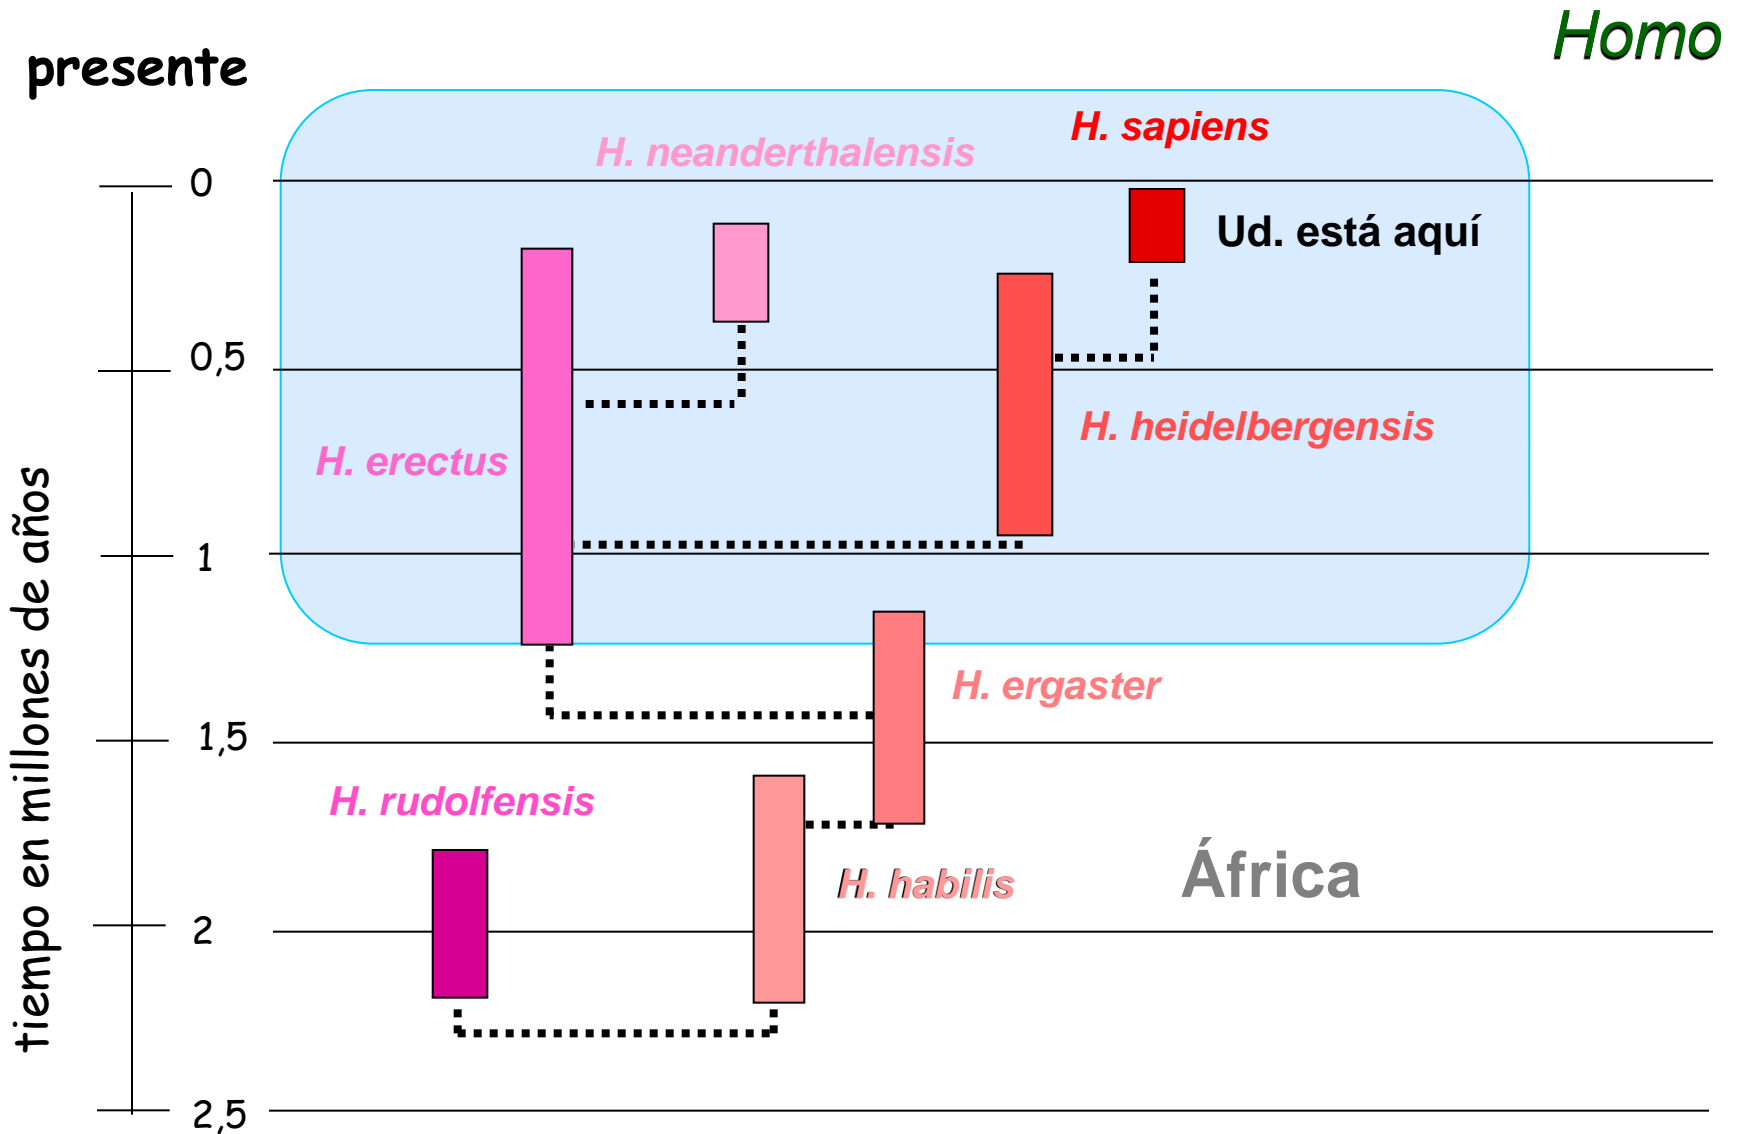 Homo
presente
H. sapiens
H. neanderthalensis
0
Ud. está aquí
0,5
H. heidelbergensis
H. erectus
tiempo en millones de años
1
H. ergaster
1,5
H. rudolfensis
África
H. habilis
2
2,5